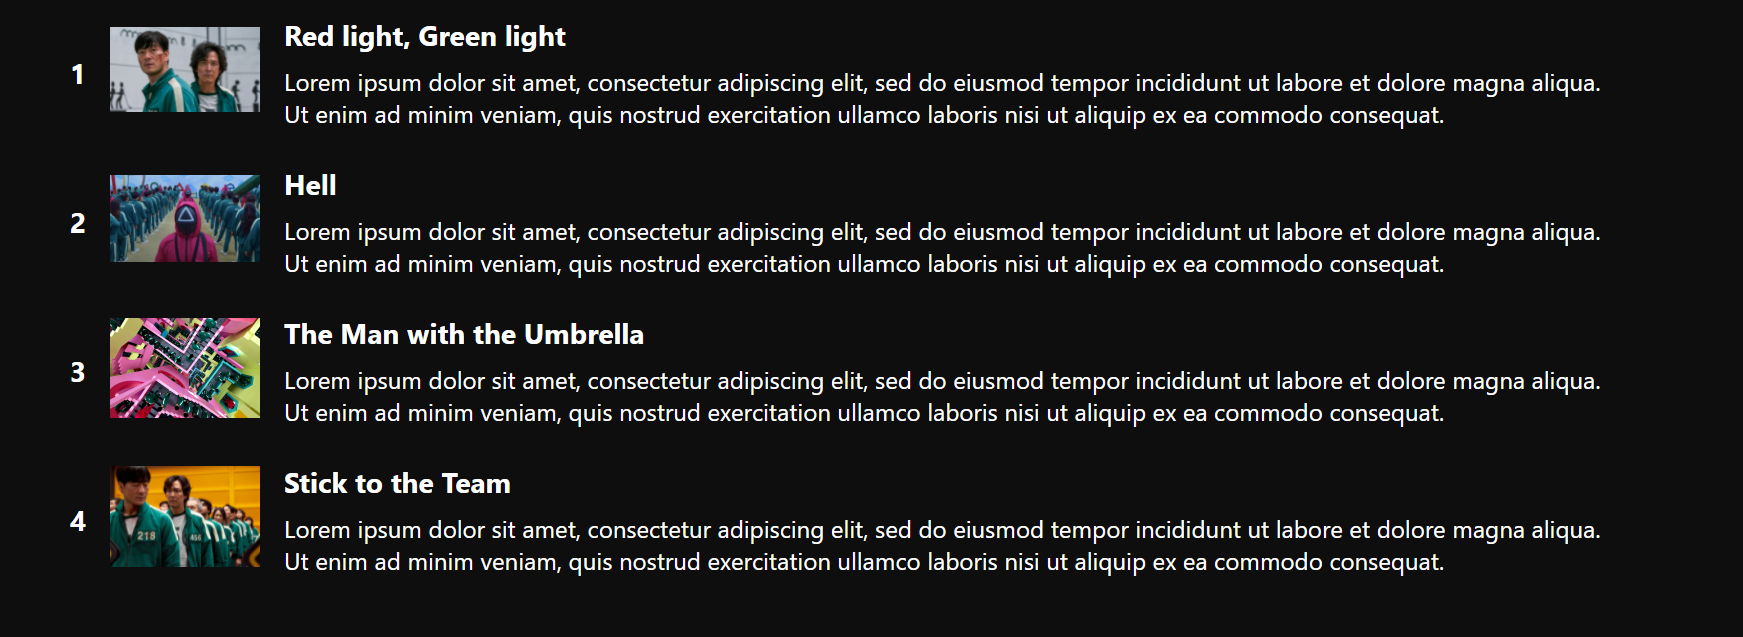 1
Red light, Green light
Lorem ipsum dolor sit amet, consectetur adipiscing elit, sed do eiusmod tempor incididunt ut labore et dolore magna aliqua.
Ut enim ad minim veniam, quis nostrud exercitation ullamco laboris nisi ut aliquip ex ea commodo consequat.
2
Hell
Lorem ipsum dolor sit amet, consectetur adipiscing elit, sed do eiusmod tempor incididunt ut labore et dolore magna aliqua.
Ut enim ad minim veniam, quis nostrud exercitation ullamco laboris nisi ut aliquip ex ea commodo consequat.
3
The Man with the Umbrella
Lorem ipsum dolor sit amet, consectetur adipiscing elit, sed do eiusmod tempor incididunt ut labore et dolore magna aliqua.
Ut enim ad minim veniam, quis nostrud exercitation ullamco laboris nisi ut aliquip ex ea commodo consequat.
4
218
456
Stick to the Team
Lorem ipsum dolor sit amet, consectetur adipiscing elit, sed do eiusmod tempor incididunt ut labore et dolore magna aliqua.
Ut enim ad minim veniam, quis nostrud exercitation ullamco laboris nisi ut aliquip ex ea commodo consequat.